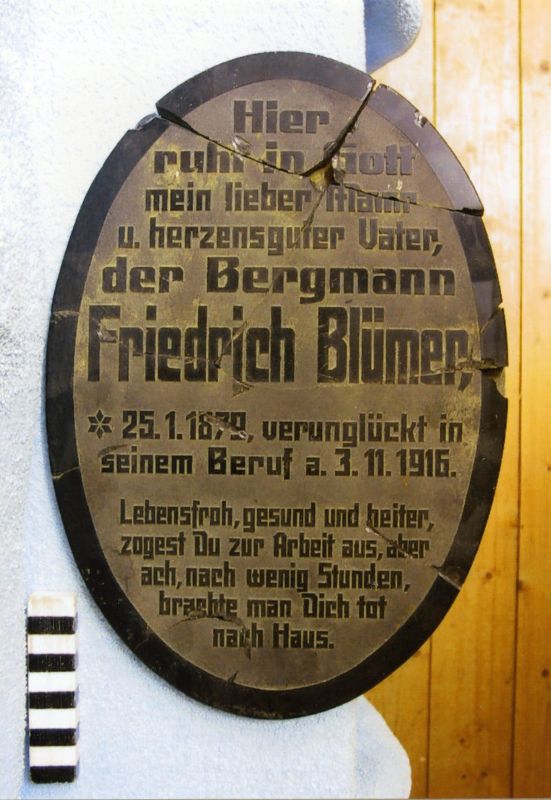 Hier
ruht in Gott
mein lieber Mann
u. herzensguter Vater,
der Bergmann
Friedrich Blümer,
* 25.1.1879, verunglückt in
seinem Beruf a. 3.11.1916.
Lebensfroh, gesund und heiter,
zogest Du zur Arbeit aus, aber
ach, nach wenig Stunden,
brachte man Dich tot
nach Haus.